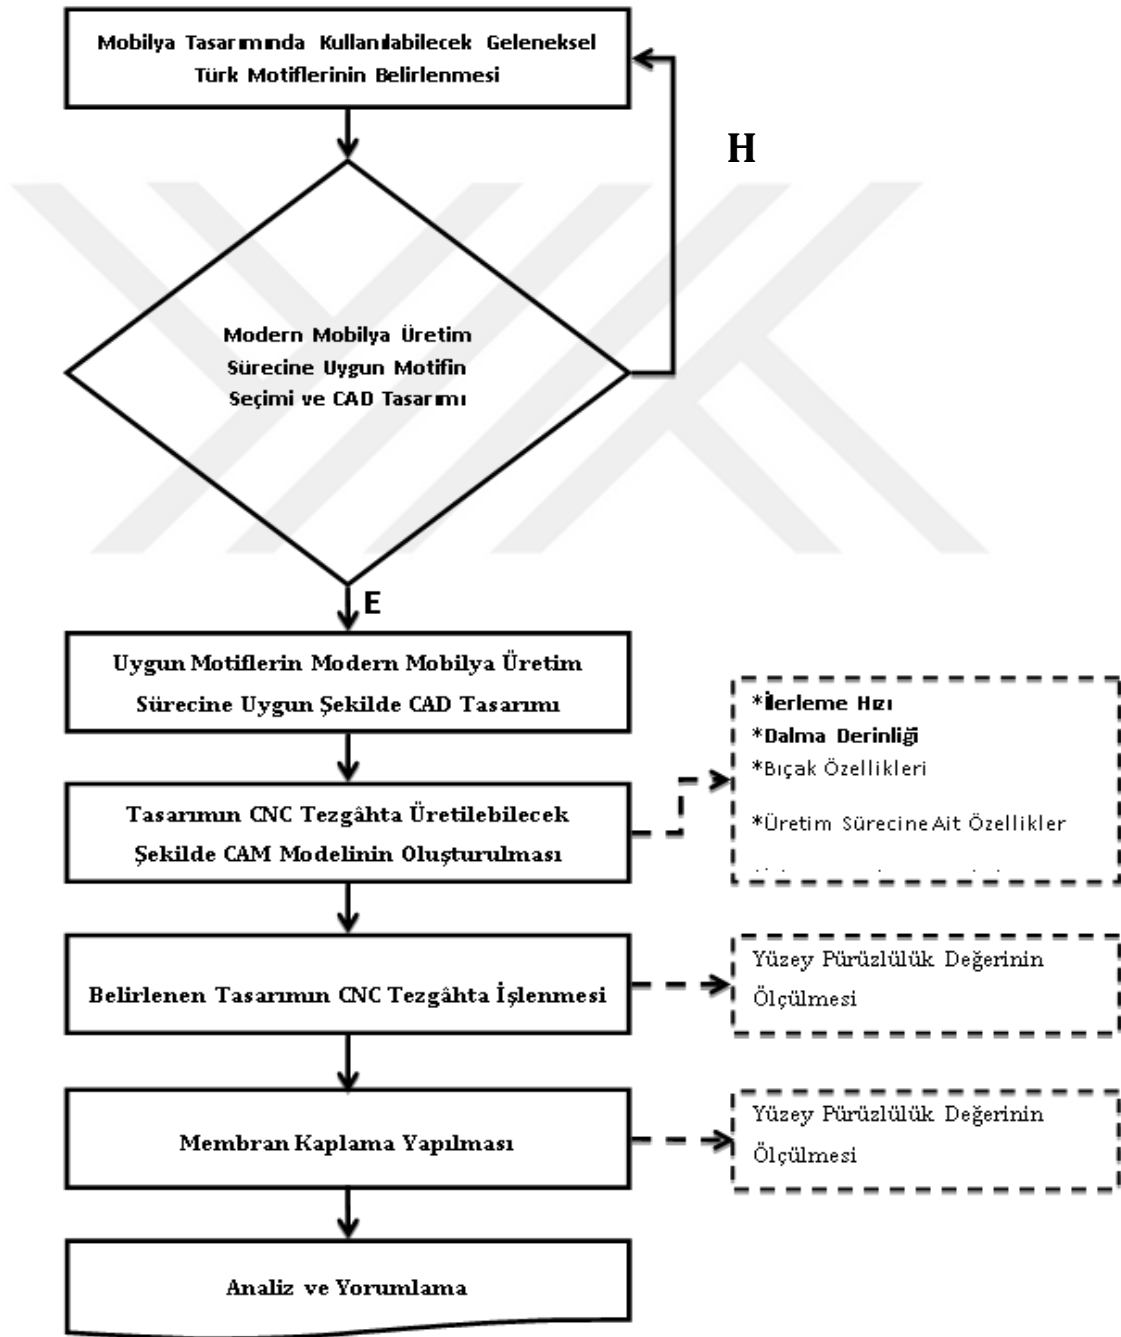 Mobilya Tasarımında Kullanılabilecek Geleneksel
Türk Motiflerinin Belirlenmesi
H
Modern Mobilya Üretim
Sürecine Uygun Motifin
Seçimi ve CAD Tasarımı
E
Uygun Motiflerin Modern Mobilya Üretim
Sürecine Uygun Şekilde CAD Tasarımı
*İlerleme Hızı
*Dalma Derinliği
*Bıçak Özellikleri
*Üretim Sürecine Ait Özellikler
Tasarımın CNC Tezgâhta Üretilebilecek
Şekilde CAM Modelinin Oluşturulması
Belirlenen Tasarımın CNC Tezgâhta İşlenmesi
Yüzey Pürüzlülük Değerinin
Ölçülmesi
Membran Kaplama Yapılması
Yüzey Pürüzlülük Değerinin
Ölçülmesi
Analiz ve Yorumlama